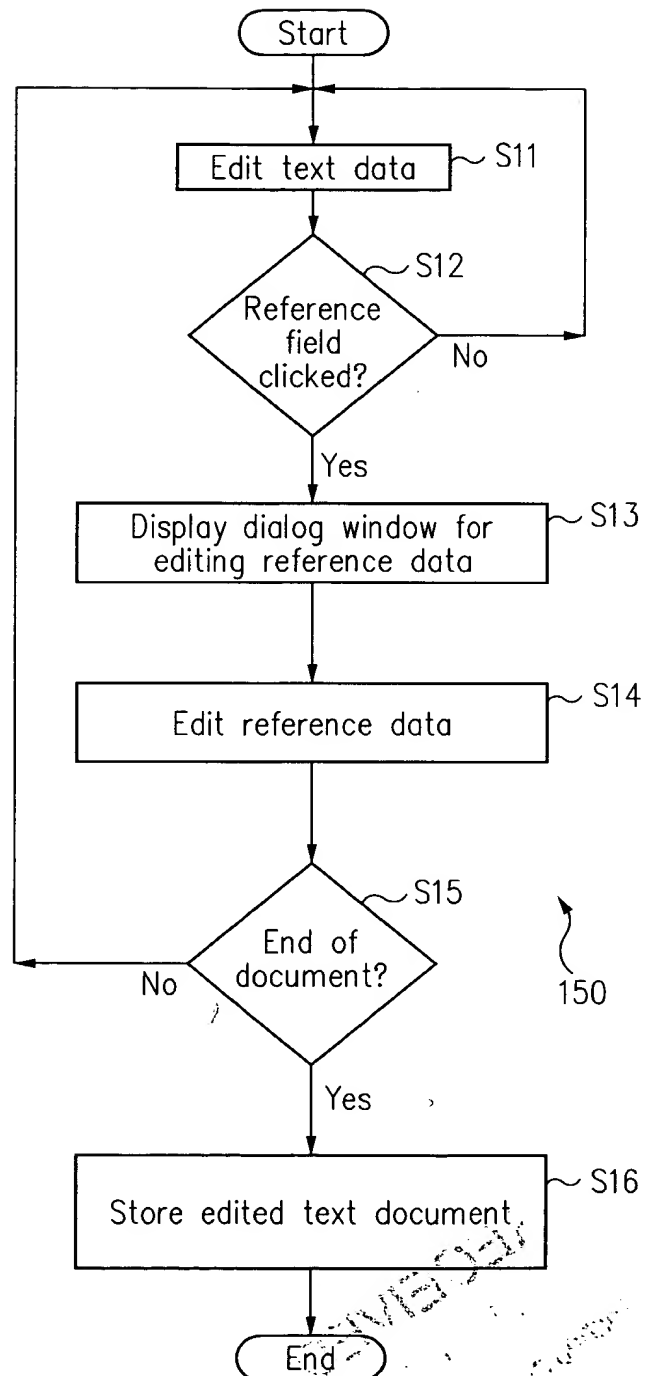 Start
Edit text data
S11
S12
Reference
field
clicked?
No
Yes
Display dialog window for
editing reference data
S13
Edit reference data
S14
S15
End of
document?
No
150
Yes
Store edited text document
S16
End